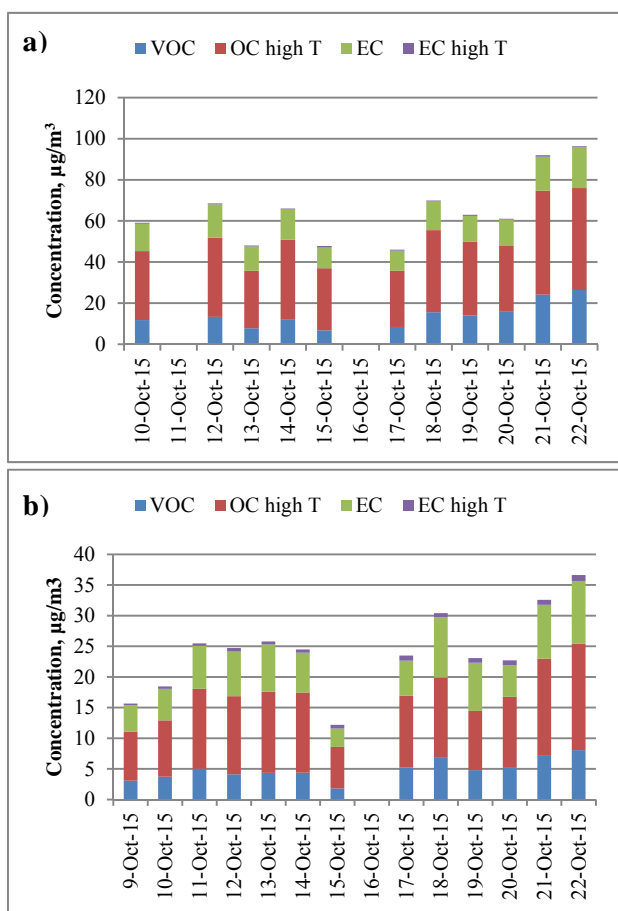 a)
VOC OC high T EC EC high T
Concentration, µg/m³
120
100
80
60
40
20
0
10-Oct-15
11-Oct-15
12-Oct-15
13-Oct-15
14-Oct-15
15-Oct-15
16-Oct-15
17-Oct-15
18-Oct-15
19-Oct-15
20-Oct-15
21-Oct-15
22-Oct-15
b)
VOC OC high T EC EC high T
Concentration, µg/m3
40
35
30
25
20
15
10
5
0
9-Oct-15
10-Oct-15
11-Oct-15
12-Oct-15
13-Oct-15
14-Oct-15
15-Oct-15
16-Oct-15
17-Oct-15
18-Oct-15
19-Oct-15
20-Oct-15
21-Oct-15
22-Oct-15